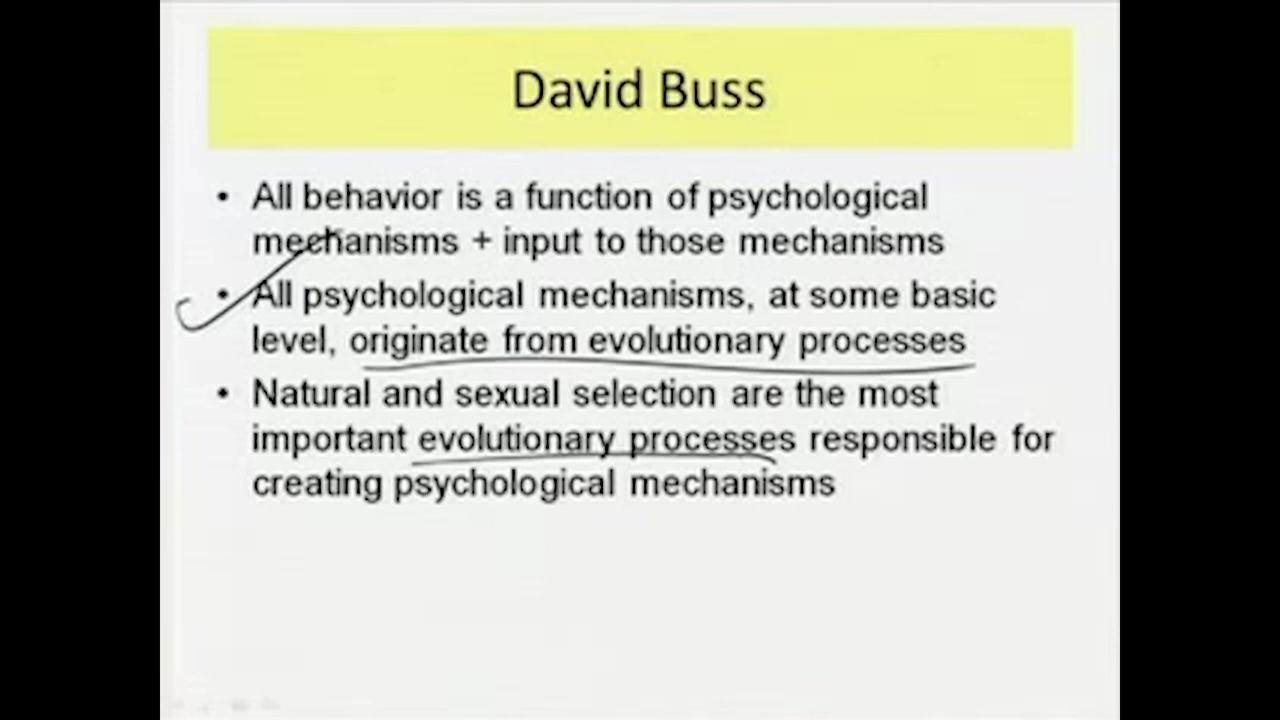 David Buss
• All behavior is a function of psychological
mechanisms + input to those mechanisms
• All psychological mechanisms, at some basic
level, originate from evolutionary processes
• Natural and sexual selection are the most
important evolutionary processes responsible for
creating psychological mechanisms